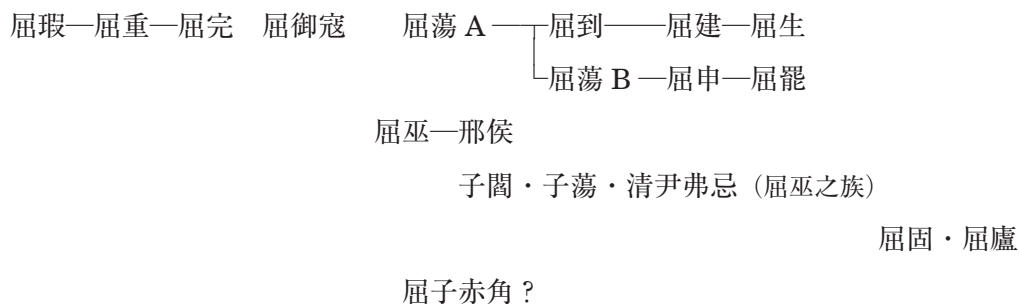 屈瑕―屈重―屈完　屈御寇　屈蕩 A ―屈到――屈建―屈生
屈蕩 B ―屈申―屈罷
屈巫―邢侯
子閻・子蕩・清尹弗忌（屈巫之族）
屈固・屈廬
屈子赤角？